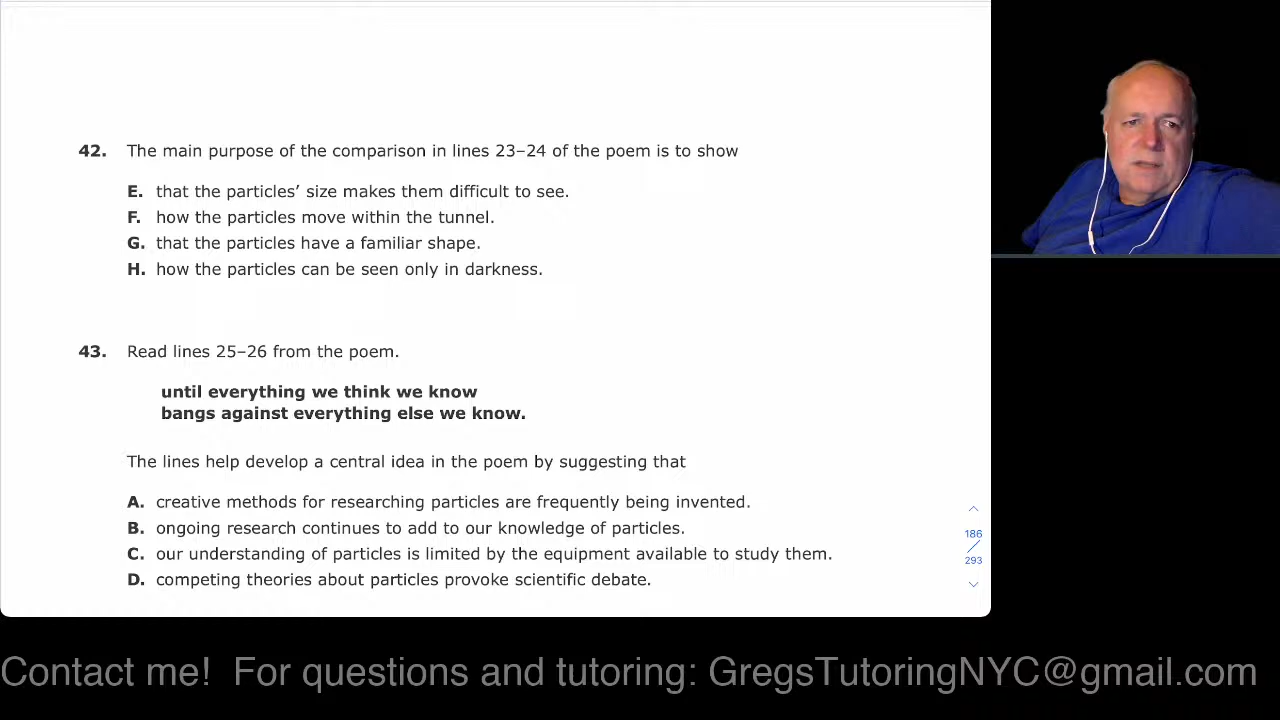 42. The main purpose of the comparison in lines 23–24 of the poem is to show
E. that the particles’ size makes them difficult to see.
F. how the particles move within the tunnel.
G. that the particles have a familiar shape.
H. how the particles can be seen only in darkness.
43. Read lines 25–26 from the poem.
until everything we think we know
bangs against everything else we know.
The lines help develop a central idea in the poem by suggesting that
A. creative methods for researching particles are frequently being invented.
B. ongoing research continues to add to our knowledge of particles.
C. our understanding of particles is limited by the equipment available to study them.
D. competing theories about particles provoke scientific debate.
186
293
Contact me! For questions and tutoring: GregsTutoringNYC@gmail.com